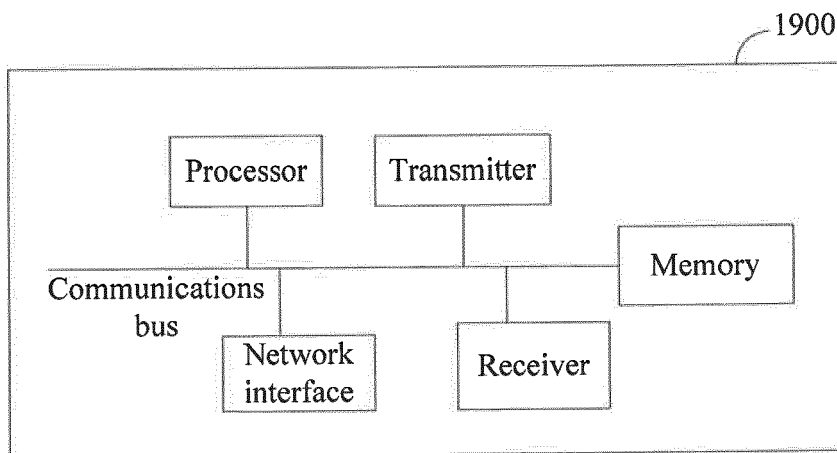 1900
Processor
Transmitter
Memory
Communications
bus
Network
interface
Receiver